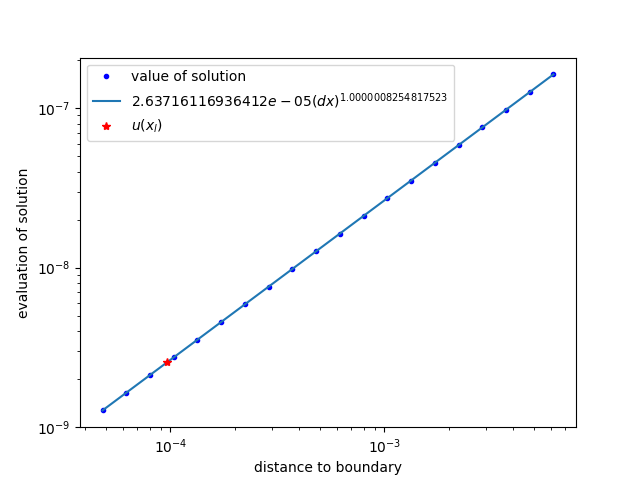 value of solution
2.63716116936412e − 05(dx)^1.0000008254817523
u(x_l)
evaluation of solution
10^−7
10^−8
10^−9
10^−4
10^−3
distance to boundary